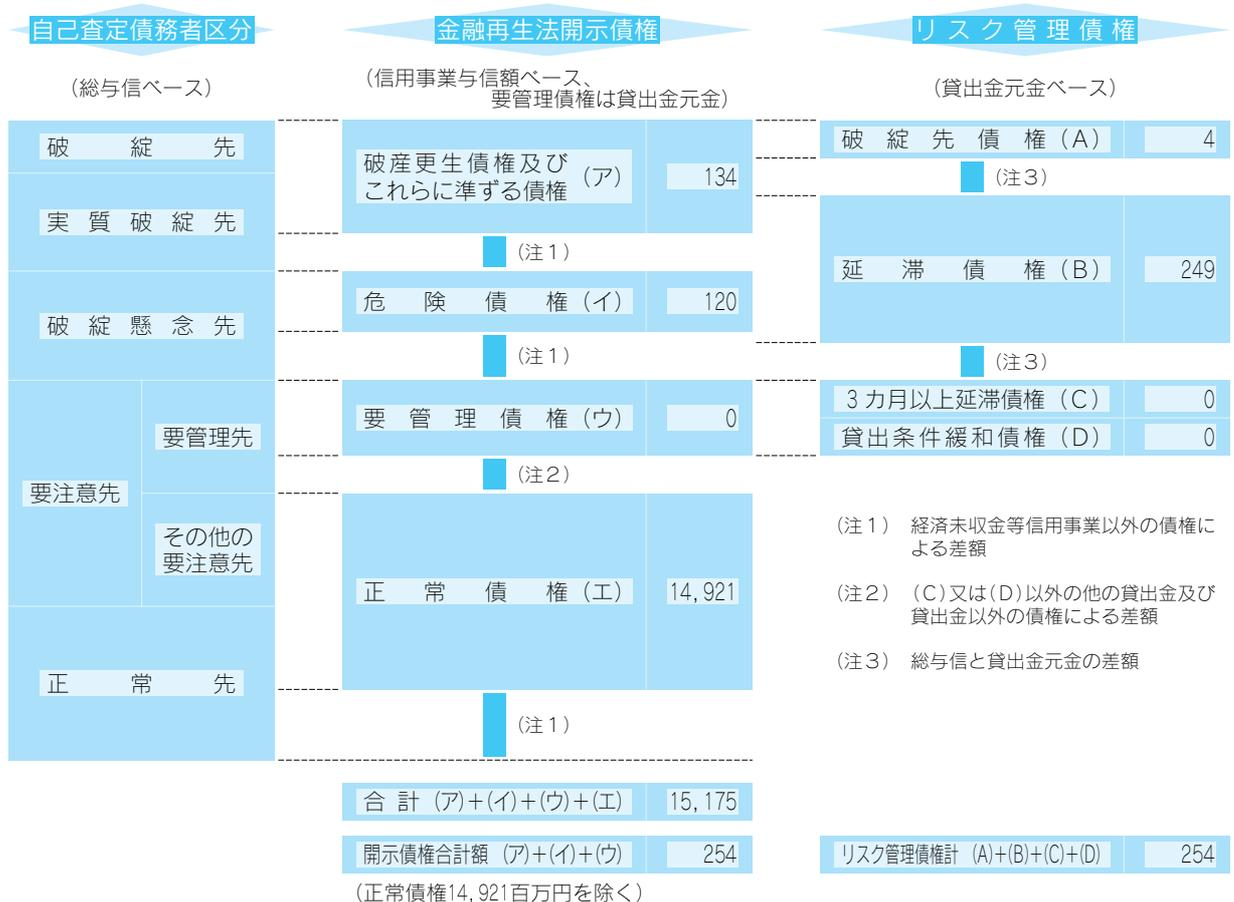 自己査定債務者区分
(総与信ベース)
破綻先
実質破綻先
破綻懸念先
要注意先
要管理先
その他の
要注意先
正常先
金融再生法開示債権
(信用事業与信額ベース、
要管理債権は貸出金元金)
破産更生債権及び
これらに準ずる債権 (ア) 134
(注1)
危険債権(イ) 120
(注1)
要管理債権(ウ) 0
(注2)
正常債権(エ) 14,921
(注1)
合計 (ア)+(イ)+(ウ)+(エ) 15,175
開示債権合計額 (ア)+(イ)+(ウ) 254
(正常債権14,921百万円を除く)
リスク管理債権
(貸出金元金ベース)
破綻先債権(A) 4
(注3)
延滞債権(B) 249
(注3)
3カ月以上延滞債権(C) 0
貸出条件緩和債権(D) 0
(注1) 経済未収金等信用事業以外の債権に
よる差額
(注2) (C)又は(D)以外の他の貸出金及び
貸出金以外の債権による差額
(注3) 総与信と貸出金元金の差額
リスク管理債権計 (A)+(B)+(C)+(D) 254